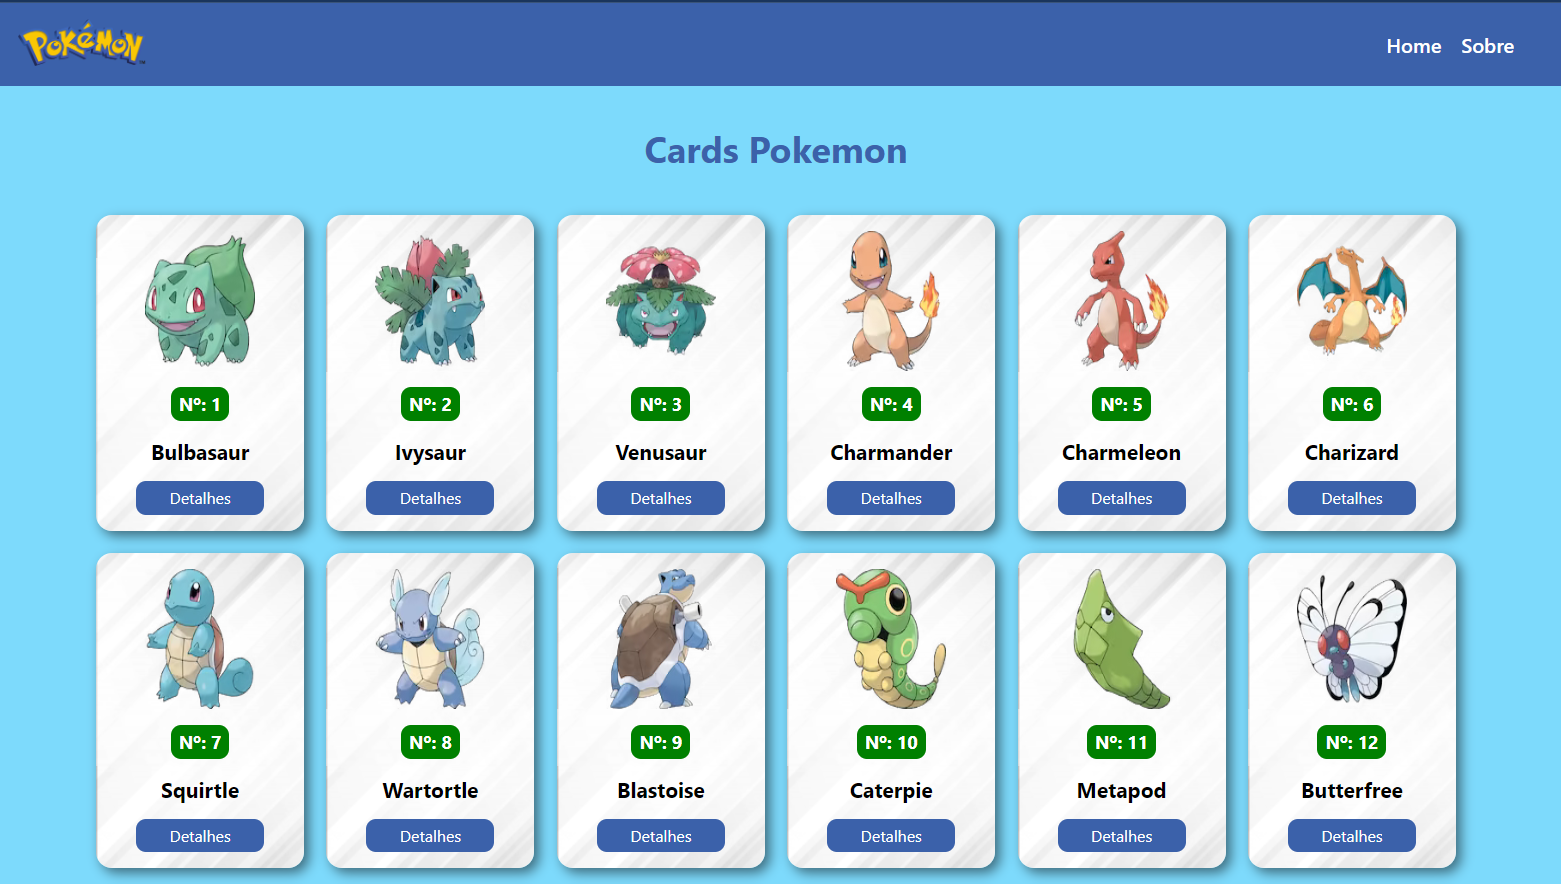 Pokémon
Home Sobre
Cards Pokemon
Nº: 1 Nº: 2 Nº: 3 Nº: 4 Nº: 5 Nº: 6
Bulbasaur Ivysaur Venusaur Charmander Charmeleon Charizard
Detalhes Detalhes Detalhes Detalhes Detalhes Detalhes
Nº: 7 Nº: 8 Nº: 9 Nº: 10 Nº: 11 Nº: 12
Squirtle Wartortle Blastoise Caterpie Metapod Butterfree
Detalhes Detalhes Detalhes Detalhes Detalhes Detalhes